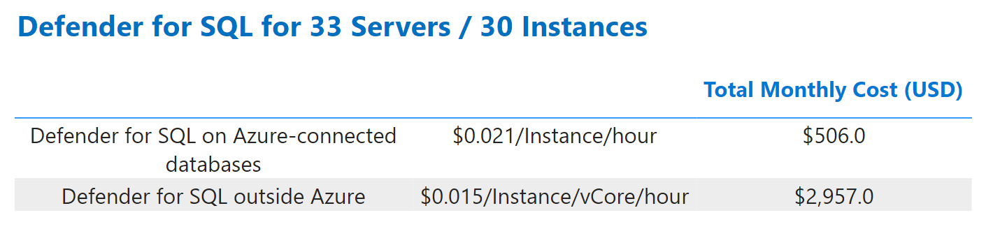 Defender for SQL for 33 Servers / 30 Instances
Total Monthly Cost (USD)
Defender for SQL on Azure-connected
databases
$0.021/Instance/hour
$506.0
Defender for SQL outside Azure
$0.015/Instance/vCore/hour
$2,957.0